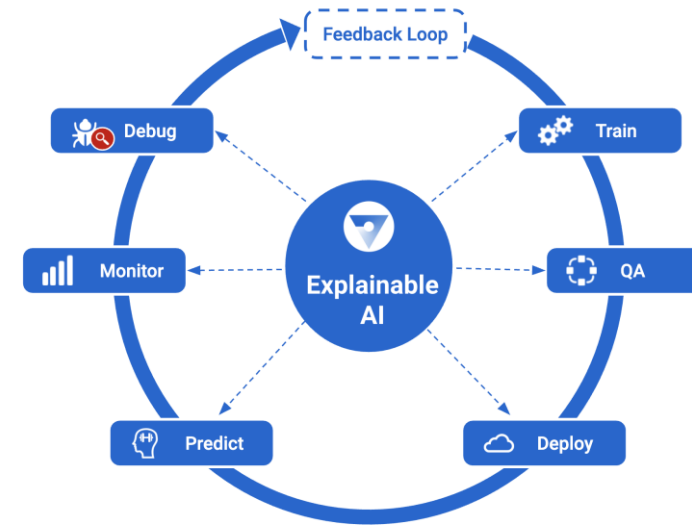 Feedback Loop
Debug
Train
Monitor
Explainable
AI
QA
Predict
Deploy